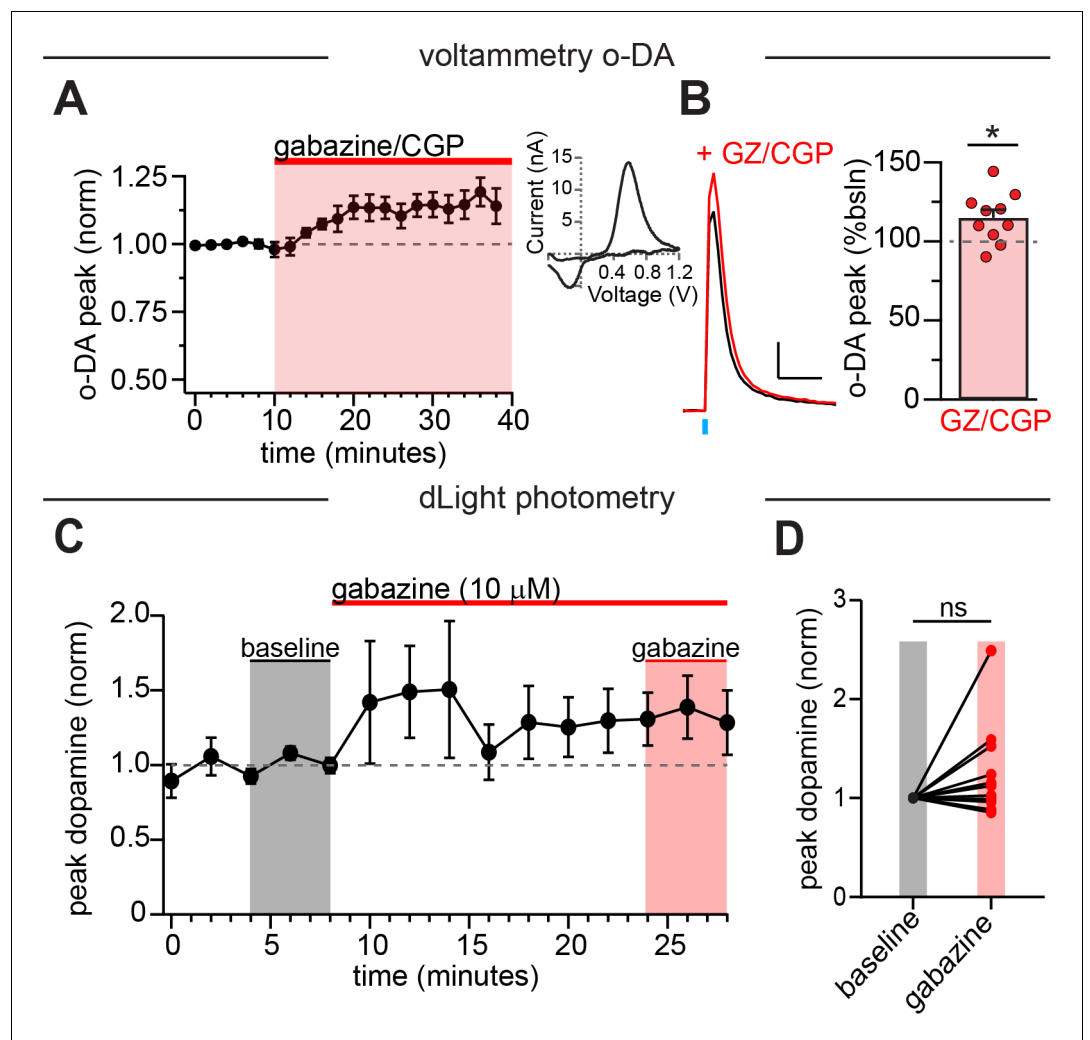 voltammetry o-DA
A
gabazine/CGP
o-DA peak (norm)
1.25
1.00
0.75
0.50
0
10
20
30
40
time (minutes)
Current (nA)
15
10
5
0.4 0.8 1.2
Voltage (V)
B
+ GZ/CGP
*
o-DA peak (%bsln)
150
100
50
0
GZ/CGP
dLight photometry
C
gabazine (10 μM)
baseline
gabazine
peak dopamine (norm)
2.0
1.5
1.0
0.5
0
0
5
10
15
20
25
time (minutes)
D
ns
peak dopamine (norm)
3
2
1
0
baseline
gabazine